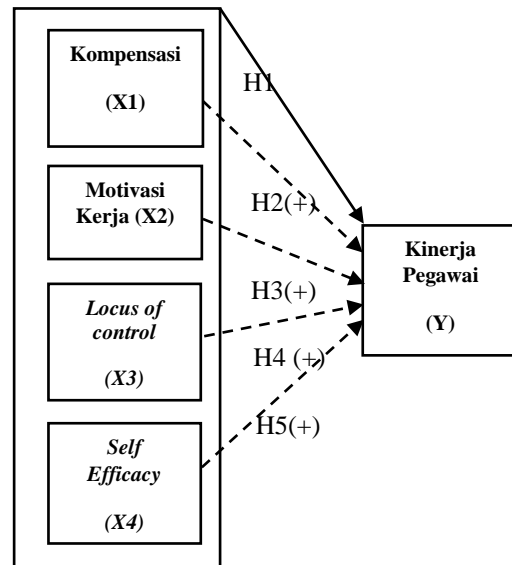 Kompensasi
(X1)
H1
Motivasi
Kerja (X2)
H2(+)
Kinerja
Pegawai
(Y)
Locus of
control
(X3)
H3(+)
H4 (+)
Self
Efficacy
(X4)
H5(+)